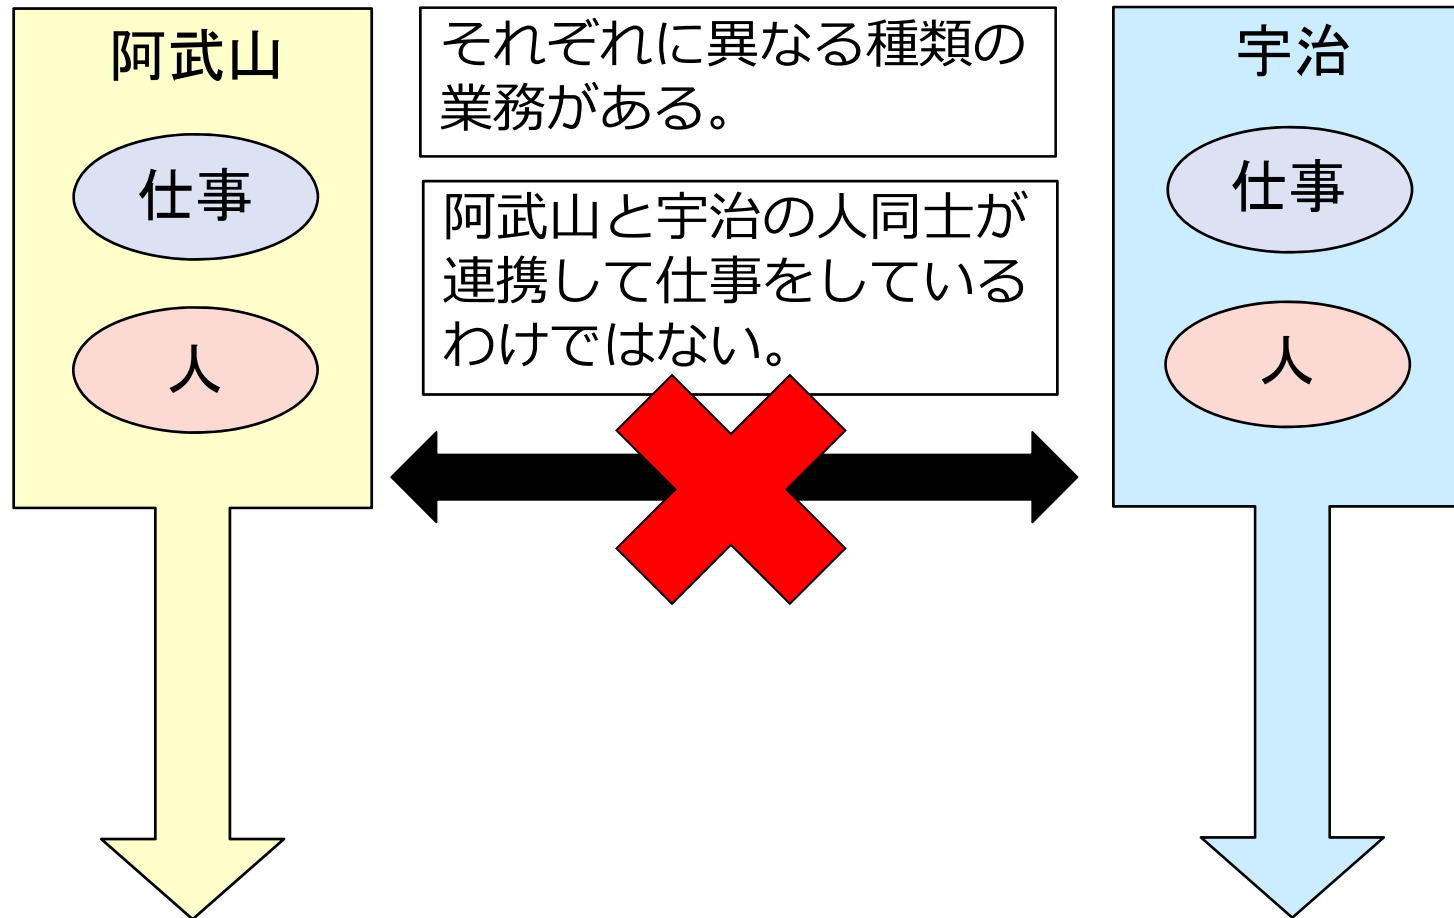 阿武山
仕事
人
それぞれに異なる種類の
業務がある。
阿武山と宇治の人同士が
連携して仕事をしている
わけではない。
宇治
仕事
人